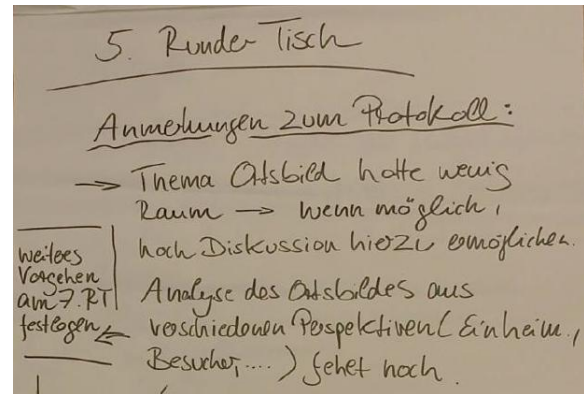 5. Runder Tisch
Anmerkungen zum Protokoll:
→ Thema Ortsbild hatte wenig
Raum → wenn möglich,
noch Diskussion hierzu ermöglichen.
Analyse des Ortsbildes aus
verschiedenen Perspektiven (Einheim.,
Besucher, ....) fehlt noch.
weiteres
Vorgehen
am 7. RT
festlegen ←